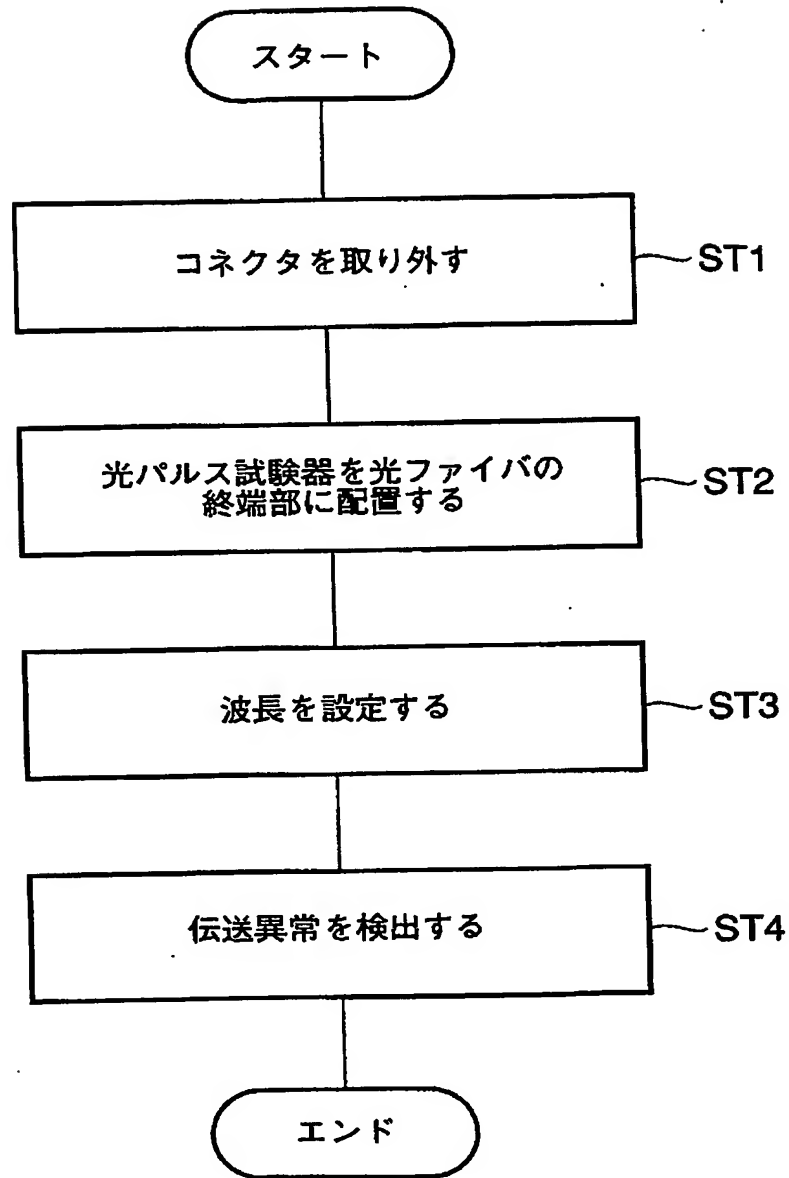 スタート
コネクタを取り外す
ST1
光パルス試験器を光ファイバの
終端部に配置する
ST2
波長を設定する
ST3
伝送異常を検出する
ST4
エンド